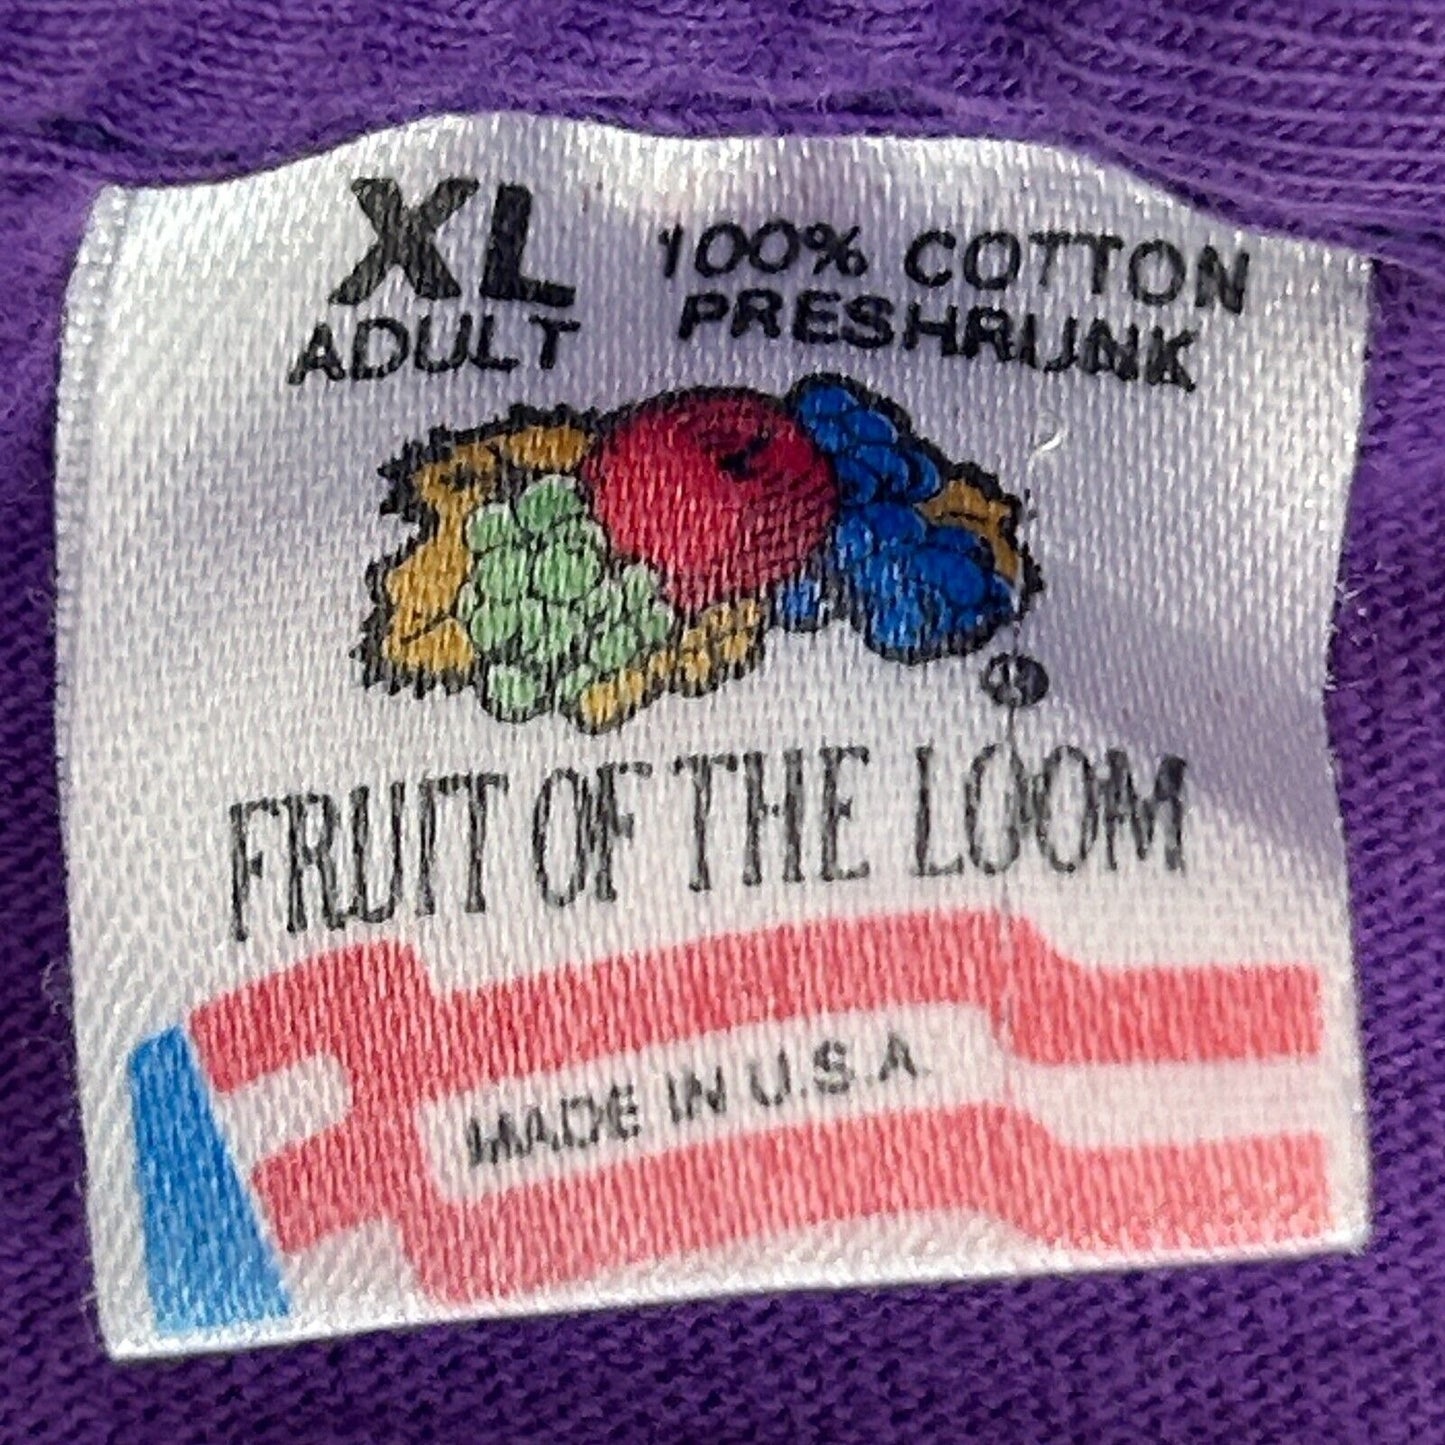 XL
ADULT
100% COTTON
PRESHRUNK
®
FRUIT OF THE LOOM
MADE IN U.S.A.